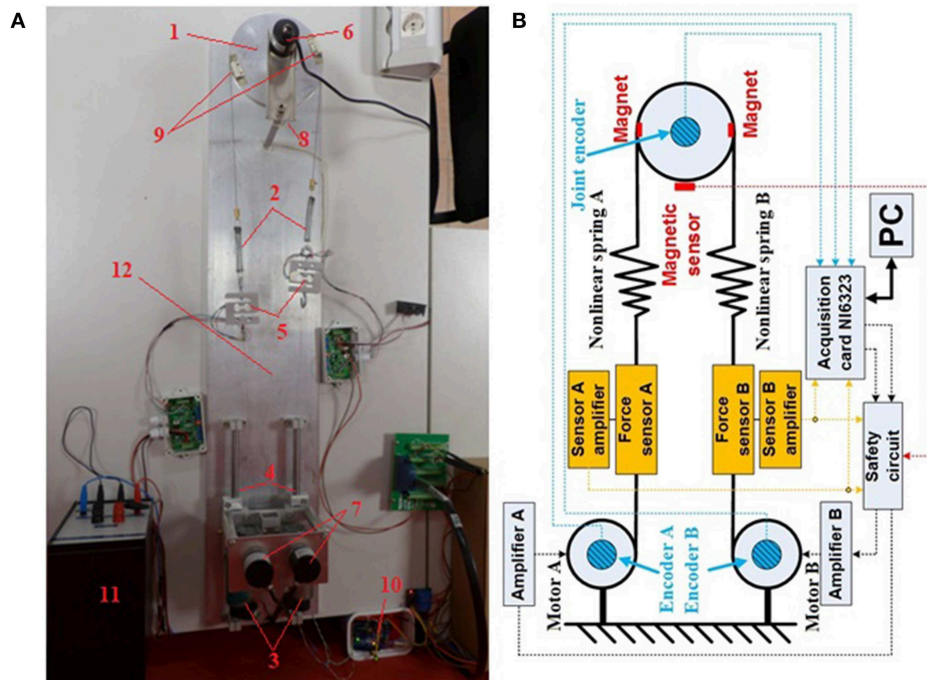 A
B
1
6
9
8
2
12
5
4
7
11
10
3
Magnet
Magnet
Joint encoder
Magnetic
sensor
Nonlinear spring A
Nonlinear spring B
PC
Acquisition
card NI6323
Sensor A
amplifier
Force
sensor A
Force
sensor B
Sensor B
amplifier
Safety
circuit
Amplifier A
Motor A
Encoder A
Encoder B
Motor B
Amplifier B